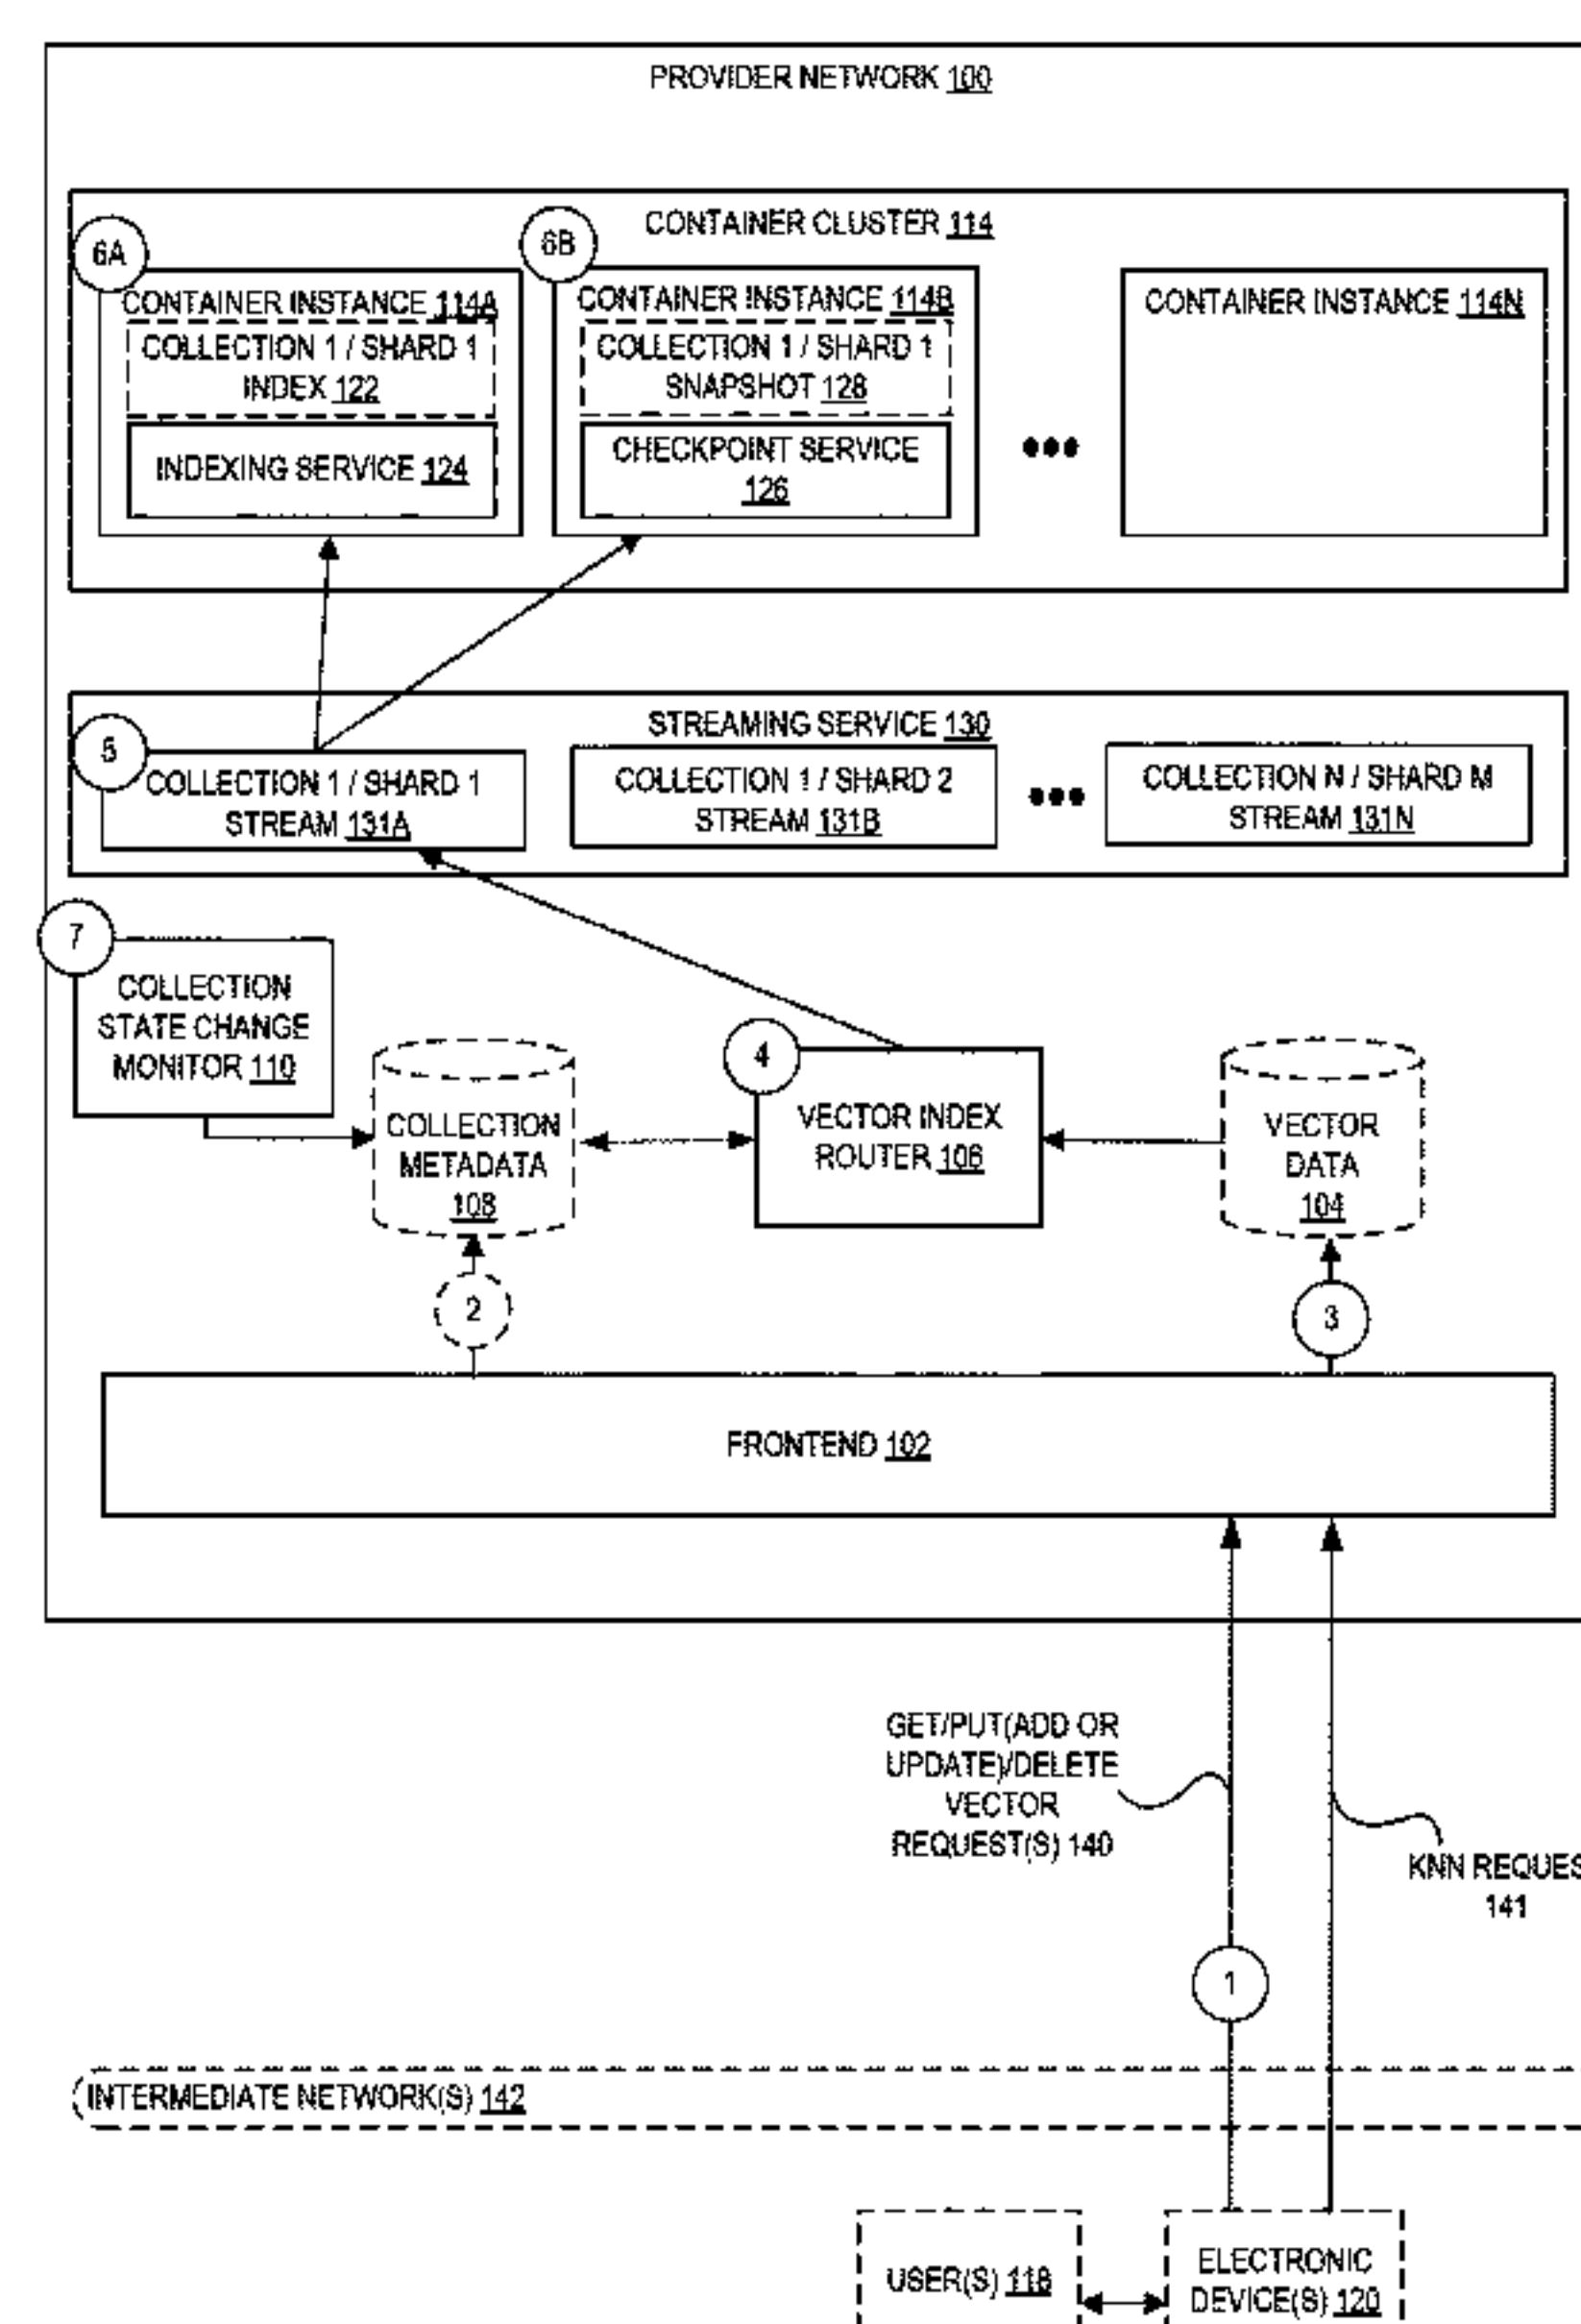 PROVIDER NETWORK 100
CONTAINER CLUSTER 114
6A
6B
CONTAINER INSTANCE 114A
COLLECTION 1 / SHARD 1
INDEX 122
INDEXING SERVICE 124
CONTAINER INSTANCE 114B
COLLECTION 1 / SHARD 1
SNAPSHOT 128
CHECKPOINT SERVICE
126
CONTAINER INSTANCE 114N
STREAMING SERVICE 130
5
COLLECTION 1 / SHARD 1
STREAM 131A
COLLECTION 1 / SHARD 2
STREAM 131B
COLLECTION N / SHARD M
STREAM 131N
7
COLLECTION
STATE CHANGE
MONITOR 110
COLLECTION
METADATA
108
4
VECTOR INDEX
ROUTER 106
VECTOR
DATA
104
2
3
FRONTEND 102
GET/PUT(ADD OR
UPDATE)/DELETE
VECTOR
REQUEST(S) 140
KNN REQUES
141
1
INTERMEDIATE NETWORK(S) 142
USER(S) 118
ELECTRONIC
DEVICE(S) 120